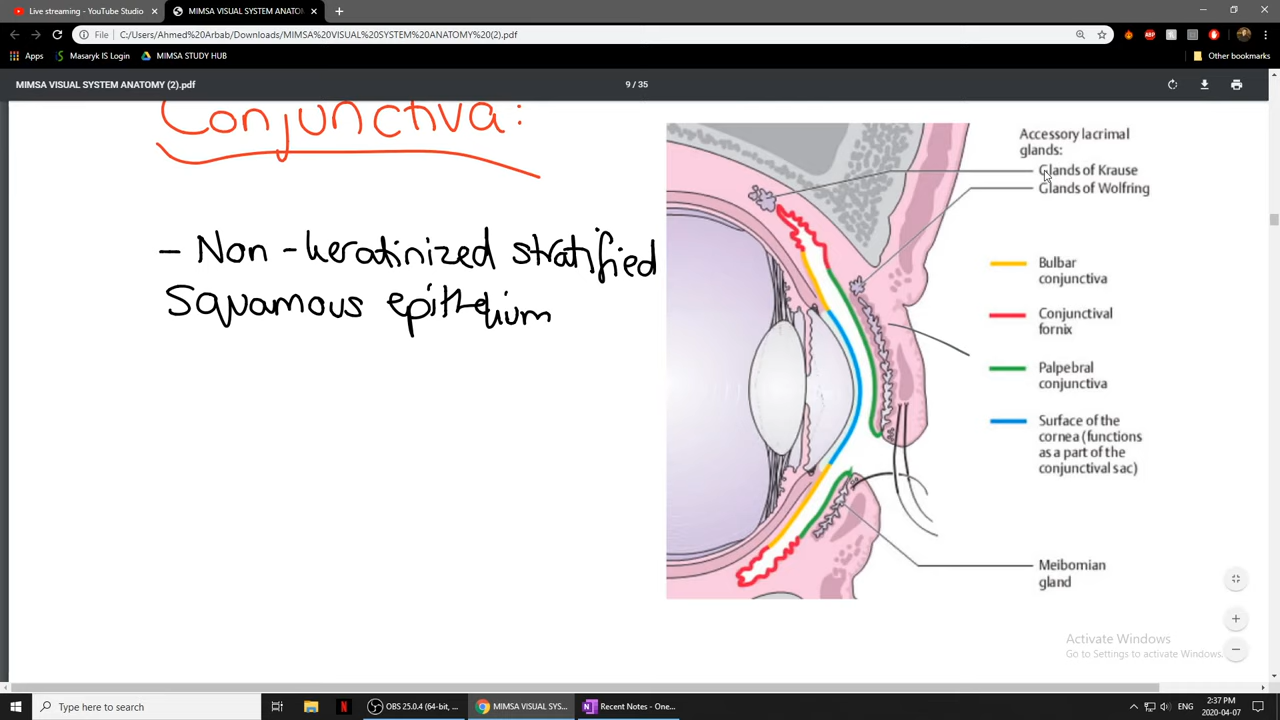 Live streaming - YouTube Studio
MIMSA VISUAL SYSTEM ANATOM
File
C:/Users/Ahmed%20Arbab/Downloads/MIMSA%20VISUAL%20SYSTEM%20ANATOMY%20(2).pdf
Apps
Masaryk IS Login
MIMSA STUDY HUB
Other bookmarks
MIMSA VISUAL SYSTEM ANATOMY (2).pdf
9 / 35
Conjunctiva:
- Non-keratinized stratified
Squamous epithelium
Accessory lacrimal
glands:
Glands of Krause
Glands of Wolfring
Bulbar
conjunctiva
Conjunctival
fornix
Palpebral
conjunctiva
Surface of the
cornea (functions
as a part of the
conjunctival sac)
Meibomian
gland
Activate Windows
Go to Settings to activate Windows.
Type here to search
OBS 25.0.4 (64-bit, ...
MIMSA VISUAL SYS...
Recent Notes - One...
ENG
2:37 PM
2020-04-07